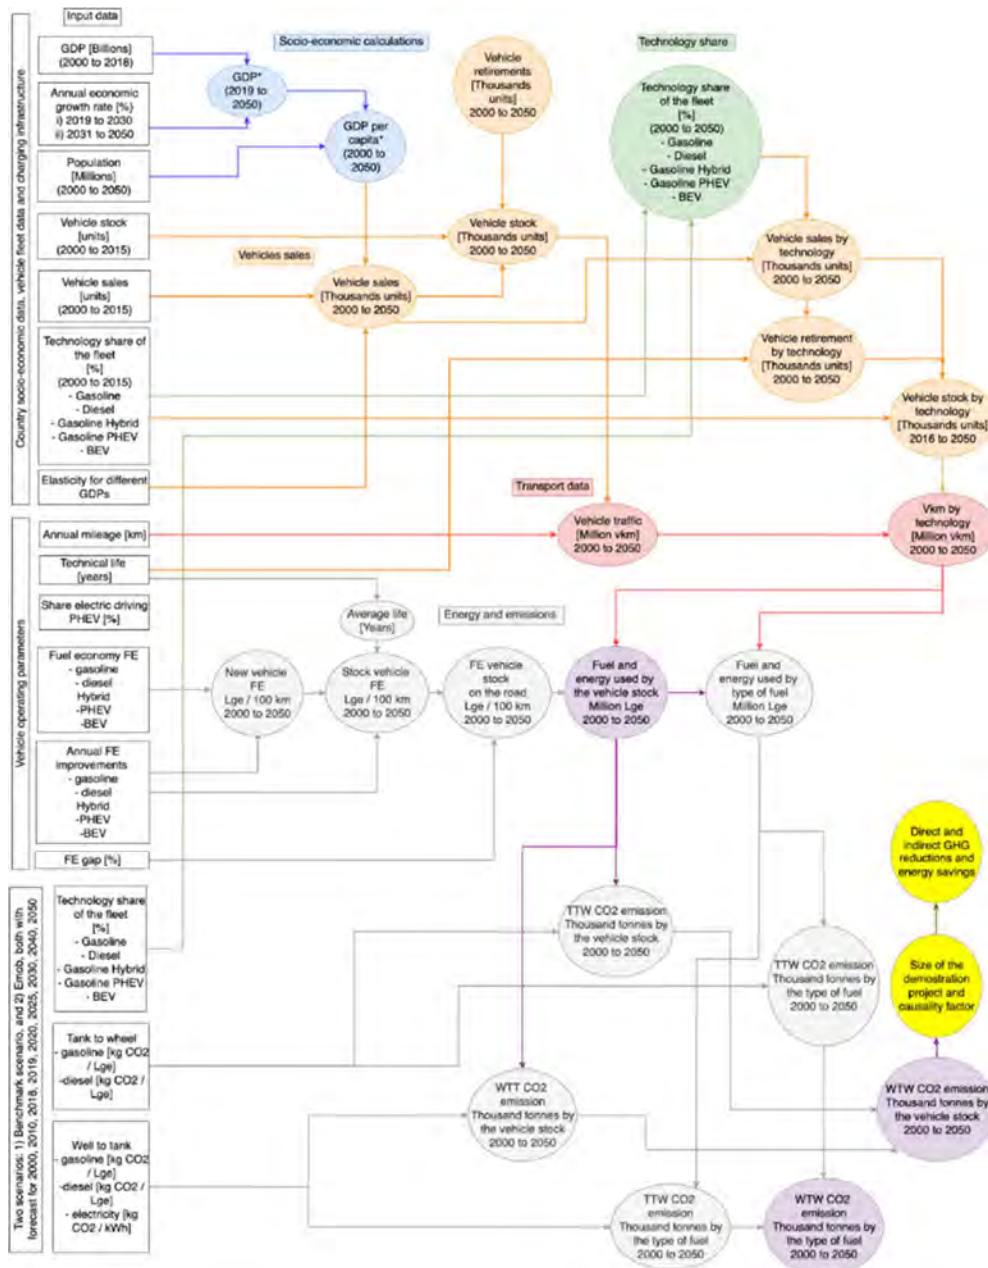 Input data
GDP [Billions]
(2000 to 2018)
Annual economic
growth rate [%]
i) 2019 to 2030
ii) 2031 to 2050
Population
[Millions]
(2000 to 2050)
Vehicle stock
[units]
(2000 to 2015)
Vehicle sales
[units]
(2000 to 2015)
Technology share of
the fleet
[%]
(2000 to 2015)
- Gasoline
- Diesel
- Gasoline Hybrid
- Gasoline PHEV
- BEV
Elasticity for different
GDPs
Country socio-economic data, vehicle fleet data and charging infrastructure
Socio-economic calculations
GDP*
(2019 to
2050)
GDP per
capita*
(2000 to
2050)
Vehicle
retirements
[Thousands
units]
2000 to 2050
Technology share
Technology share
of the fleet
[%]
(2000 to 2050)
- Gasoline
- Diesel
- Gasoline Hybrid
- Gasoline PHEV
- BEV
Vehicle stock
[Thousands units]
2000 to 2050
Vehicles sales
Vehicle sales
[Thousands units]
2000 to 2050
Vehicle sales by
technology
[Thousands units]
2000 to 2050
Vehicle retirement
by technology
[Thousands units]
2000 to 2050
Vehicle stock by
technology
[Thousands units]
2016 to 2050
Transport data
Vehicle traffic
[Million vkm]
2000 to 2050
Vkm by
technology
[Million vkm]
2000 to 2050
Vehicle operating parameters
Annual mileage [km]
Technical life
[years]
Share electric driving
PHEV [%]
Fuel economy FE
- gasoline
- diesel
Hybrid
-PHEV
-BEV
Annual FE
improvements
- gasoline
- diesel
Hybrid
-PHEV
-BEV
FE gap [%]
Average life
[Years]
Energy and emissions
New vehicle
FE
Lge / 100 km
2000 to 2050
Stock vehicle
FE
Lge / 100 km
2000 to 2050
FE vehicle
stock
on the road
Lge / 100 km
2000 to 2050
Fuel and
energy used by
the vehicle stock
Million Lge
2000 to 2050
Fuel and
energy used by
type of fuel
Million Lge
2000 to 2050
Two scenarios: 1) Benchmark scenario, and 2) Emob, both with
forecast for 2000, 2010, 2018, 2019, 2020, 2025, 2030, 2040, 2050
Technology share
of the fleet
[%]
- Gasoline
- Diesel
- Gasoline Hybrid
- Gasoline PHEV
- BEV
Tank to wheel
- gasoline [kg CO2
/ Lge]
-diesel [kg CO2 /
Lge]
Well to tank
- gasoline [kg CO2
/ Lge]
-diesel [kg CO2 /
Lge]
- electricity [kg
CO2 / kWh]
TTW CO2 emission
Thousand tonnes by
the vehicle stock
2000 to 2050
TTW CO2 emission
Thousand tonnes by
the type of fuel
2000 to 2050
WTT CO2
emission
Thousand tonnes by
the vehicle stock
2000 to 2050
TTW CO2
emission
Thousand tonnes by
the type of fuel
2000 to 2050
WTW CO2
emission
Thousand tonnes by
the type of fuel
2000 to 2050
Direct and
indirect GHG
reductions and
energy savings
Size of the
demostration
project and
causality factor
WTW CO2 emission
Thousand tonnes by
the vehicle stock
2000 to 2050